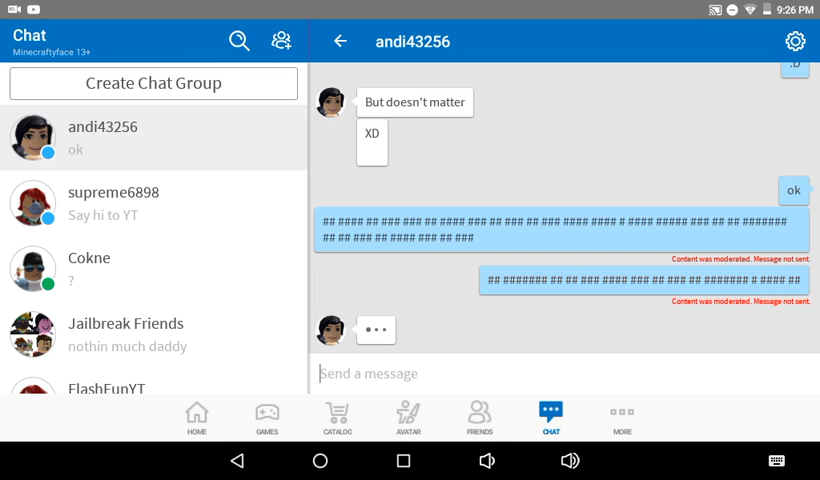 9:26 PM
Chat
Minecraftyface 13+
andi43256
Create Chat Group
andi43256
ok
supreme6898
Say hi to YT
Cokne
?
Jailbreak Friends
nothin much daddy
FlashFunYT
:D
But doesn't matter
XD
ok
## #### ## ### ### ## #### ### ## ### ## ### #### #### # #### ##### ### ## ## #######
## ## ### ## #### ### ## ###
Content was moderated. Message not sent.
## ####### ## ## ### #### ### ## ### ## ####### # #### ##
Content was moderated. Message not sent.
Send a message
HOME
GAMES
CATALOG
AVATAR
FRIENDS
CHAT
MORE